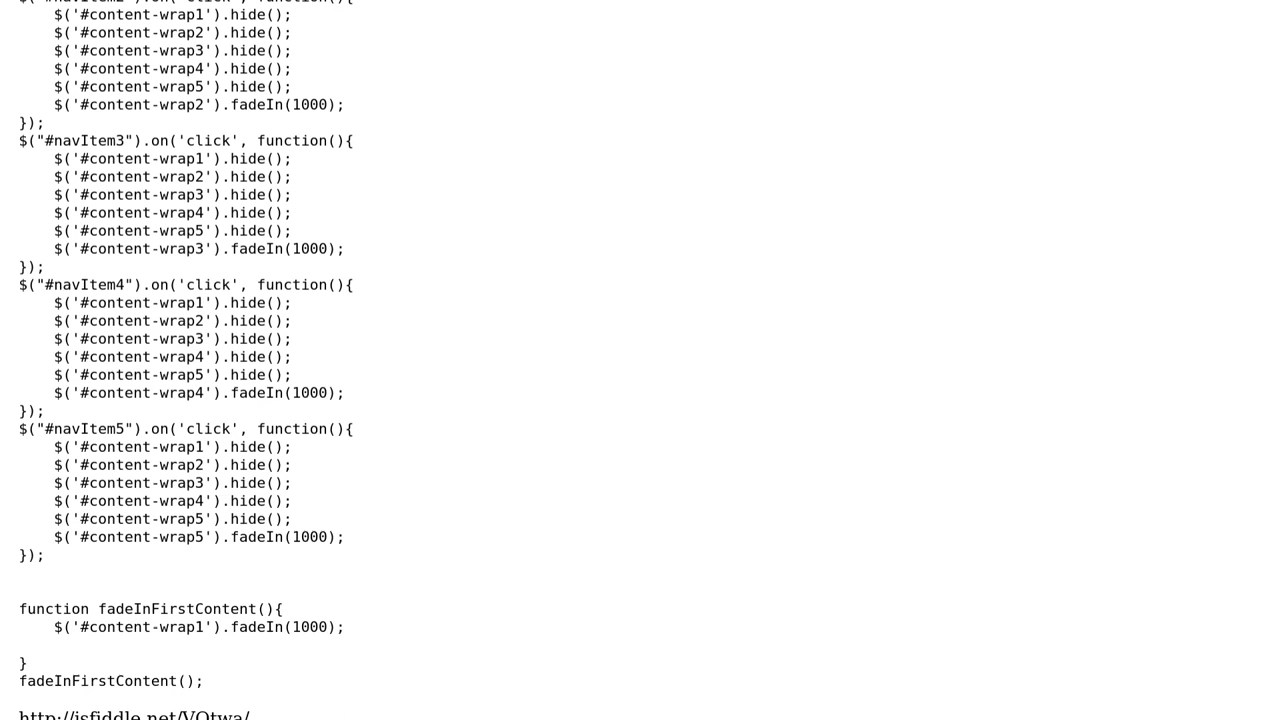 $("#navItem2").on('click', function(){
    $('#content-wrap1').hide();
    $('#content-wrap2').hide();
    $('#content-wrap3').hide();
    $('#content-wrap4').hide();
    $('#content-wrap5').hide();
    $('#content-wrap2').fadeIn(1000);
});
$("#navItem3").on('click', function(){
    $('#content-wrap1').hide();
    $('#content-wrap2').hide();
    $('#content-wrap3').hide();
    $('#content-wrap4').hide();
    $('#content-wrap5').hide();
    $('#content-wrap3').fadeIn(1000);
});
$("#navItem4").on('click', function(){
    $('#content-wrap1').hide();
    $('#content-wrap2').hide();
    $('#content-wrap3').hide();
    $('#content-wrap4').hide();
    $('#content-wrap5').hide();
    $('#content-wrap4').fadeIn(1000);
});
$("#navItem5").on('click', function(){
    $('#content-wrap1').hide();
    $('#content-wrap2').hide();
    $('#content-wrap3').hide();
    $('#content-wrap4').hide();
    $('#content-wrap5').hide();
    $('#content-wrap5').fadeIn(1000);
});
function fadeInFirstContent(){
    $('#content-wrap1').fadeIn(1000);
}
fadeInFirstContent();